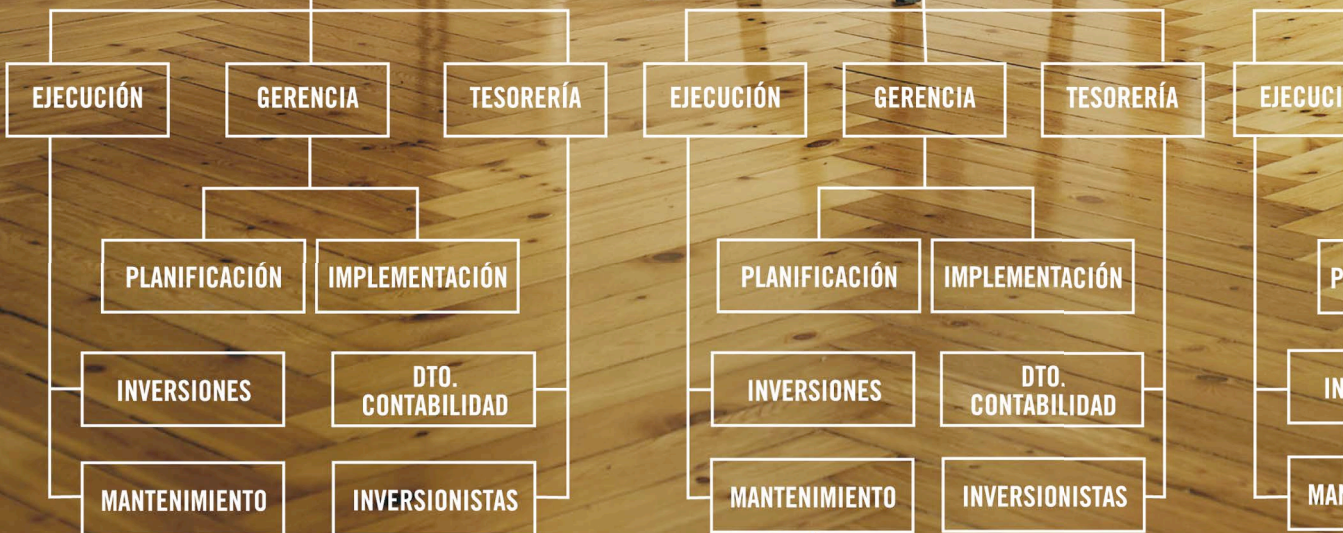 EJECUCIÓN GERENCIA TESORERÍA EJECUCIÓN GERENCIA TESORERÍA
PLANIFICACIÓN IMPLEMENTACIÓN PLANIFICACIÓN IMPLEMENTACIÓN
INVERSIONES DTO. CONTABILIDAD INVERSIONES DTO. CONTABILIDAD
MANTENIMIENTO INVERSIONISTAS MANTENIMIENTO INVERSIONISTAS